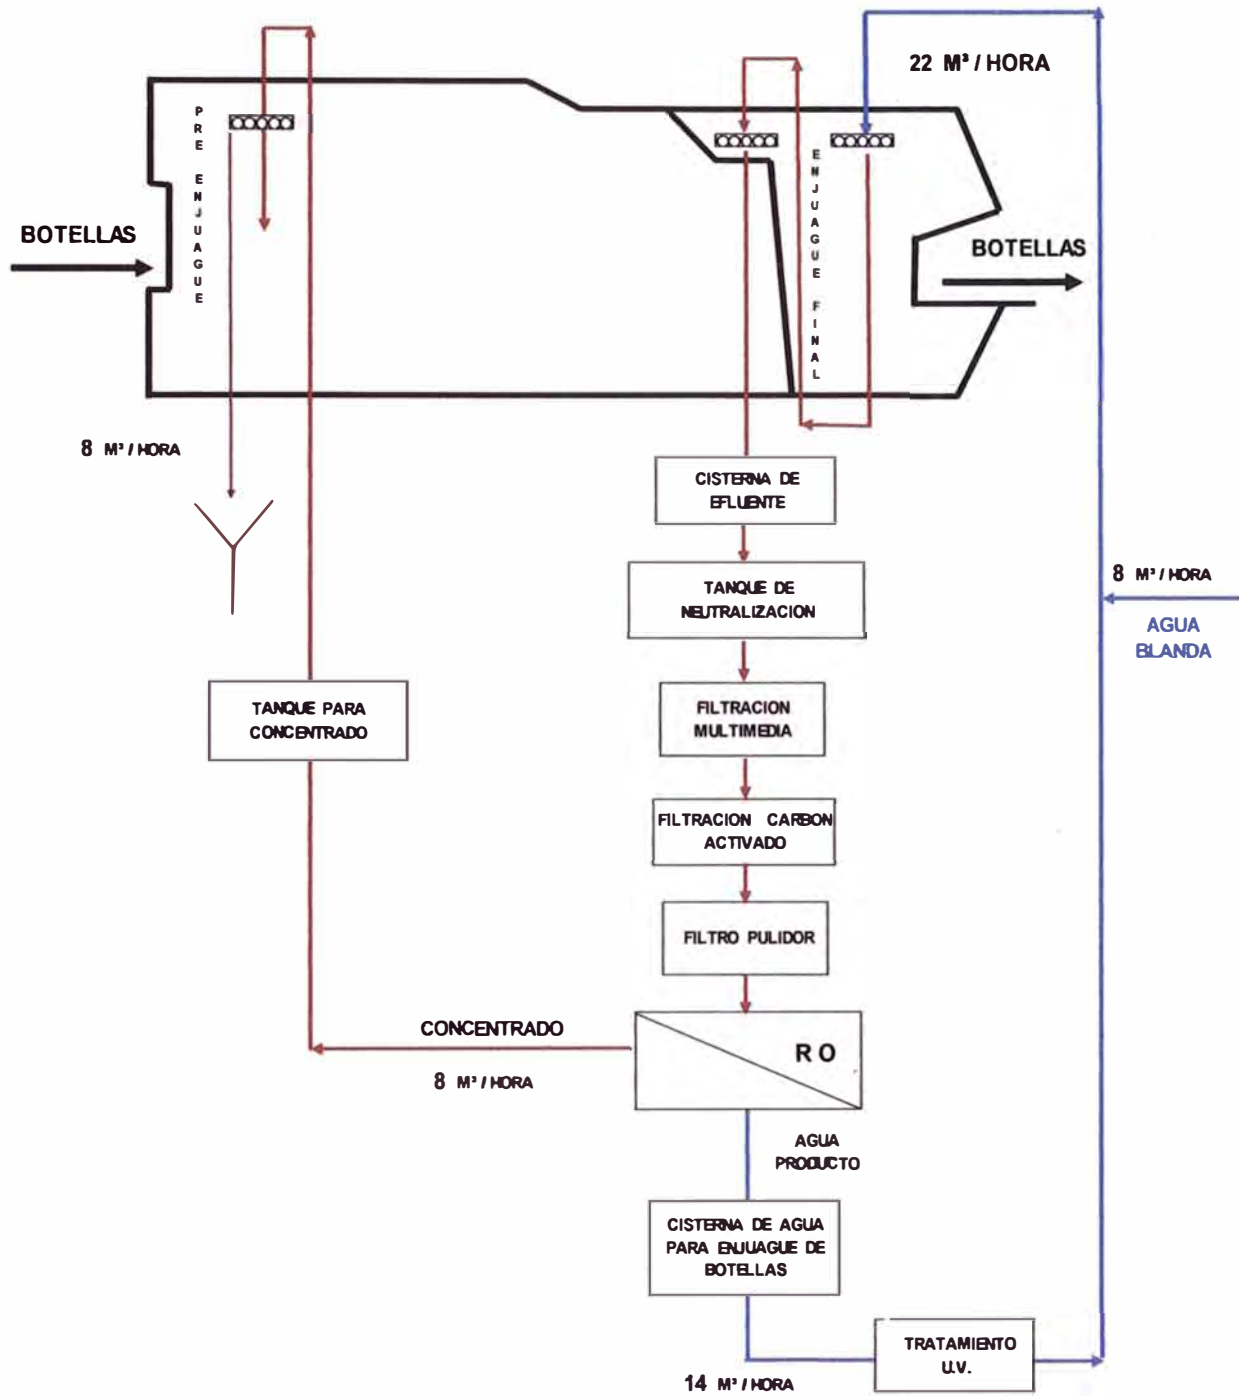 22 M³ / HORA
PRE ENJUAGUE
ENJUAGUE FINAL
BOTELLAS
BOTELLAS
8 M³ / HORA
CISTERNA DE
EFLUENTE
TANQUE DE
NEUTRALIZACION
8 M³ / HORA
AGUA
BLANDA
TANQUE PARA
CONCENTRADO
FILTRACION
MULTIMEDIA
FILTRACION CARBON
ACTIVADO
FILTRO PULIDOR
CONCENTRADO
8 M³ / HORA
R O
AGUA
PRODUCTO
CISTERNA DE AGUA
PARA ENJUAGUE DE
BOTELLAS
TRATAMIENTO
U.V.
14 M³ / HORA